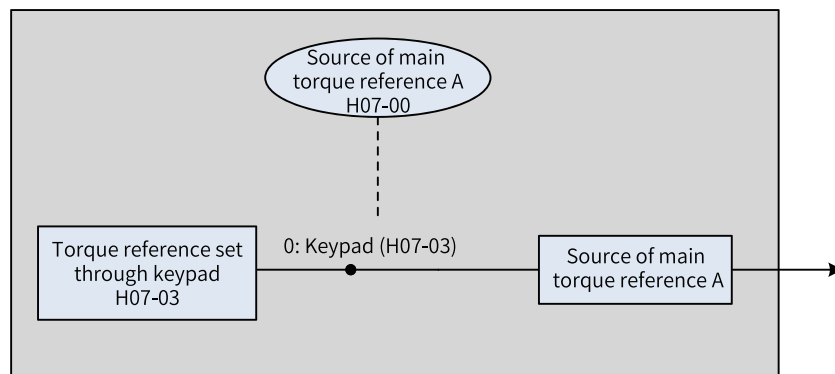 Source of main
torque reference A
H07-00
Torque reference set
through keypad
H07-03
0: Keypad (H07-03)
Source of main
torque reference A